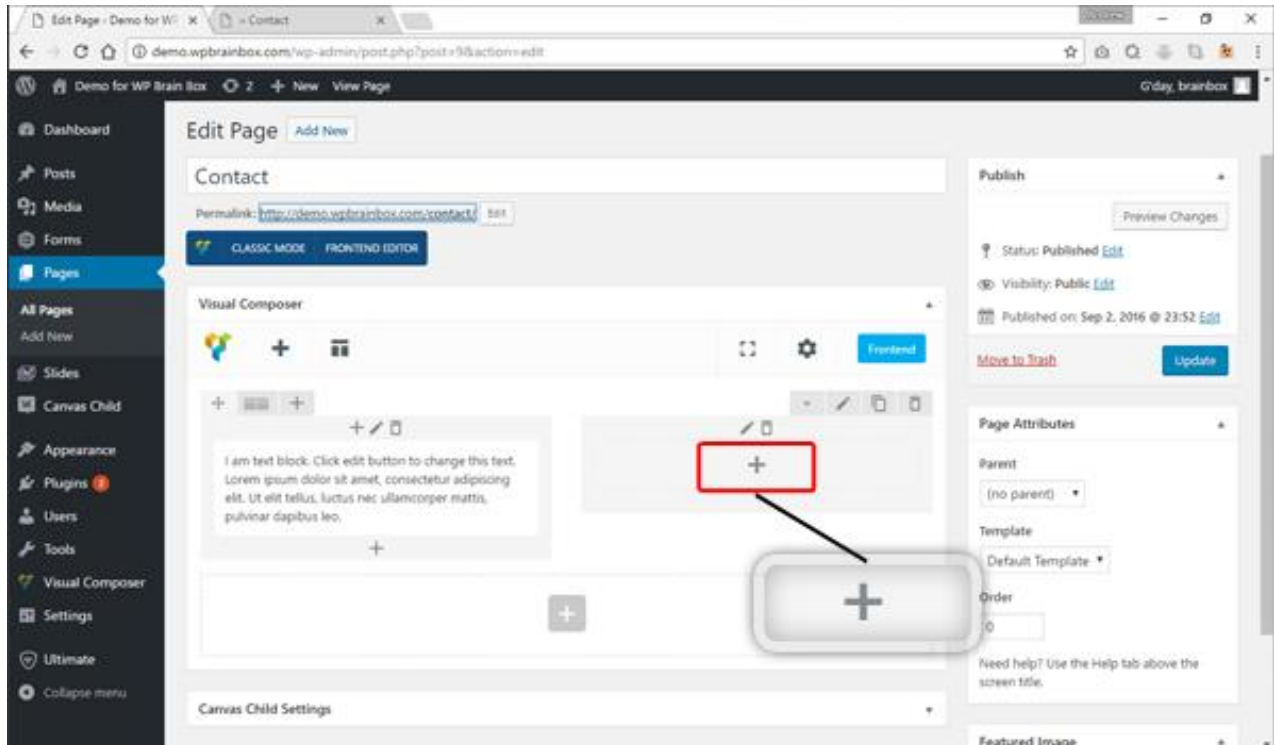 Edit Page - Demo for W
- Contact
demo.wpbrainbox.com/wp-admin/post.php?post=9&action=edit
Demo for WP Brain Box 2 New View Page
G'day, brainbox
Dashboard
Posts
Media
Forms
Pages
All Pages
Add New
Slides
Canvas Child
Appearance
Plugins
Users
Tools
Visual Composer
Settings
Ultimate
Collapse menu
Edit Page Add New
Contact
Permalink: http://demo.wpbrainbox.com/contact/ Edit
CLASSIC MODE FRONTEND EDITOR
Visual Composer
Frontend
I am text block. Click edit button to change this text.
Lorem ipsum dolor sit amet, consectetur adipiscing
elit. Ut elit tellus, luctus nec ullamcorper mattis,
pulvinar dapibus leo.
Canvas Child Settings
Publish
Preview Changes
Status: Published Edit
Visibility: Public Edit
Published on: Sep 2, 2016 @ 23:52 Edit
Move to Trash Update
Page Attributes
Parent
(no parent)
Template
Default Template
Order
0
Need help? Use the Help tab above the
screen title.
Featured Image